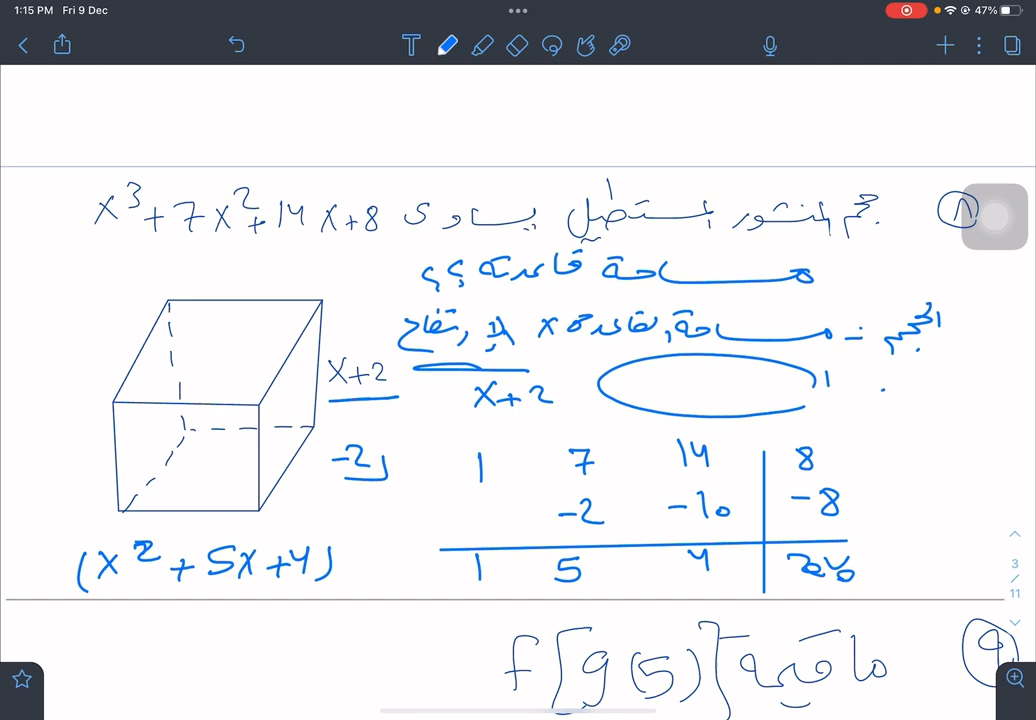 1:15 PM Fri 9 Dec
47%
٨ حجم المنشور المستطيل يساوي x³ + 7x² + 14x + 8
مساحة قاعدته ؟؟
الحجم = مساحة القاعدة × الارتفاع
x+2
x+2
-2 1 7 14 8
-2 -10 -8
1 5 4
(x² + 5x + 4)
3
/
11
٩ ما قيمة f[g(5)]